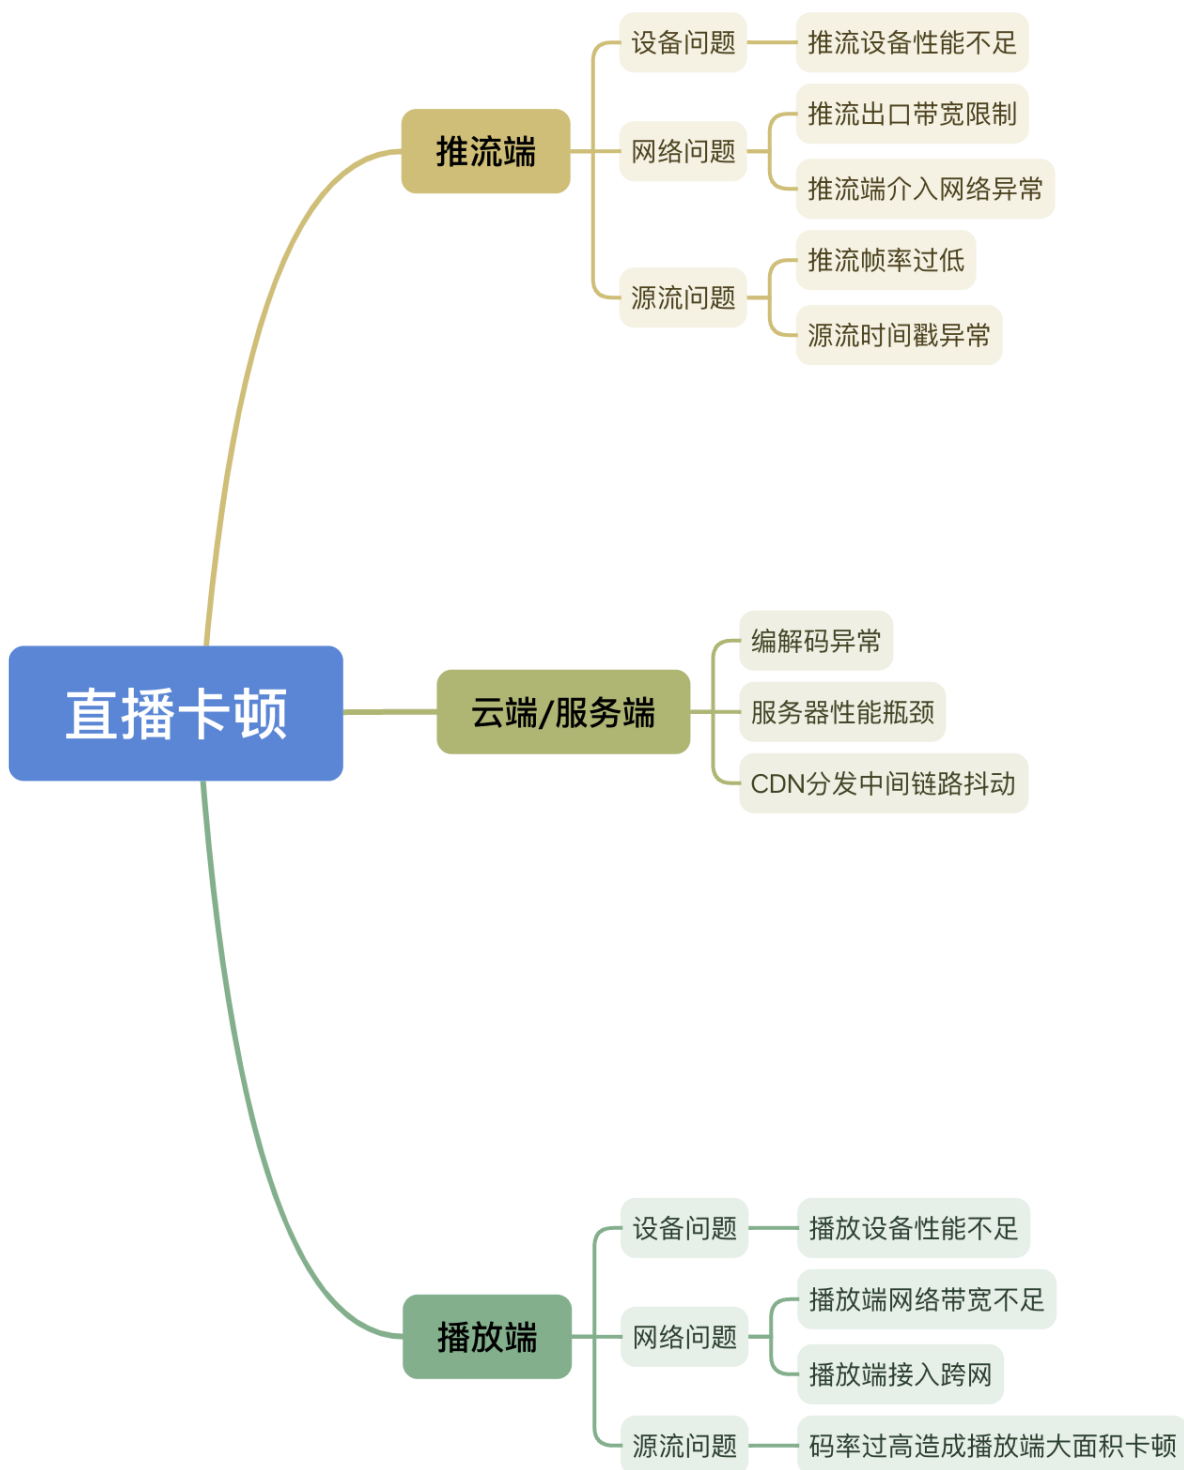 直播卡顿
推流端
设备问题
推流设备性能不足
网络问题
推流出口带宽限制
推流端介入网络异常
源流问题
推流帧率过低
源流时间戳异常
云端/服务端
编解码异常
服务器性能瓶颈
CDN分发中间链路抖动
播放端
设备问题
播放设备性能不足
网络问题
播放端网络带宽不足
播放端接入跨网
源流问题
码率过高造成播放端大面积卡顿